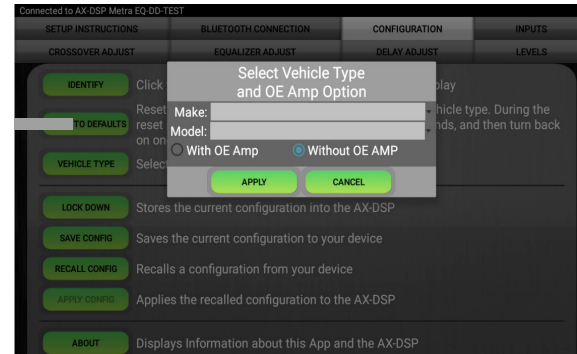 Connected to AX-DSP Metra EQ-DD-TEST
SETUP INSTRUCTIONS
BLUETOOTH CONNECTION
CONFIGURATION
INPUTS
CROSSOVER ADJUST
EQUALIZER ADJUST
DELAY ADJUST
LEVELS
IDENTIFY
Click
play
TO DEFAULTS
Reset
hicle type. During the
reset
nds, and then turn back
on on
VEHICLE TYPE
Selec
Select Vehicle Type
and OE Amp Option
Make:
Model:
With OE Amp
Without OE AMP
APPLY
CANCEL
LOCK DOWN
Stores the current configuration into the AX-DSP
SAVE CONFIG
Saves the current configuration to your device
RECALL CONFIG
Recalls a configuration from your device
APPLY CONFIG
Applies the recalled configuration to the AX-DSP
ABOUT
Displays Information about this App and the AX-DSP